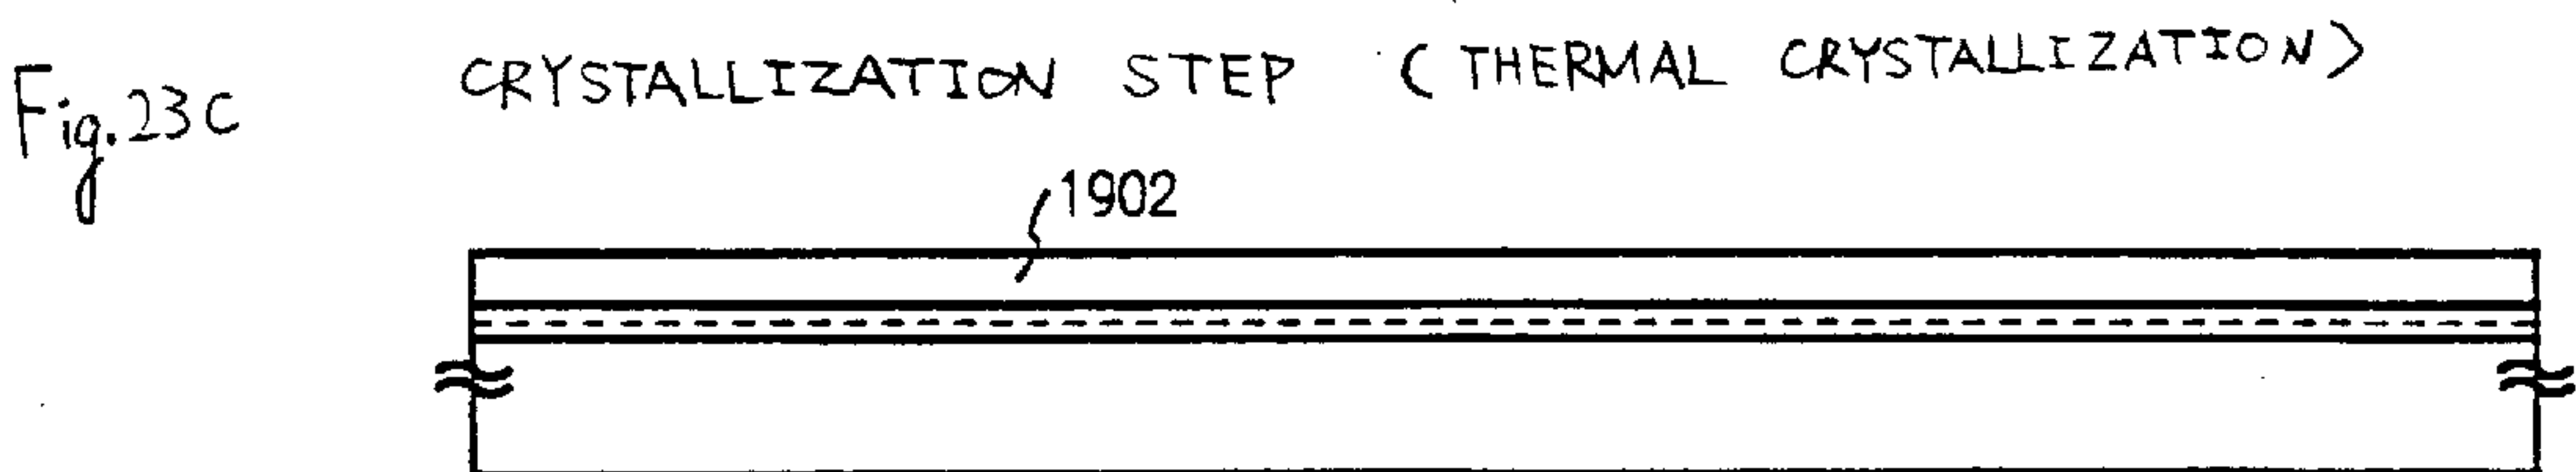 Fig.23C
CRYSTALLIZATION STEP (THERMAL CRYSTALLIZATION)
1902